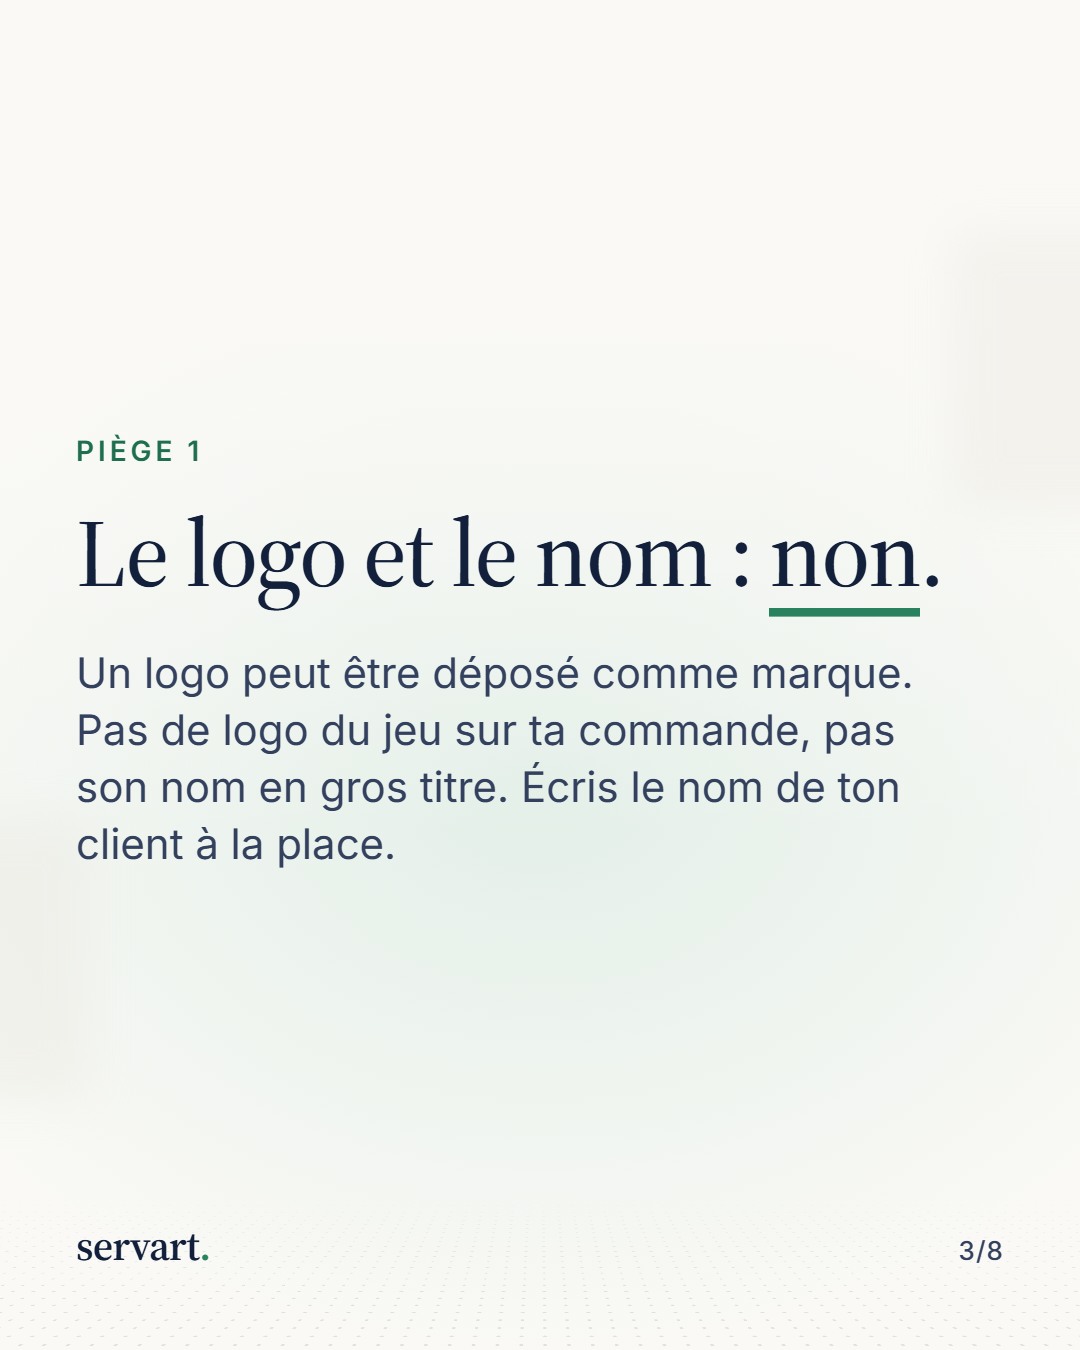 PIÈGE 1
Le logo et le nom : non.
Un logo peut être déposé comme marque.
Pas de logo du jeu sur ta commande, pas
son nom en gros titre. Écris le nom de ton
client à la place.
servart.
3/8